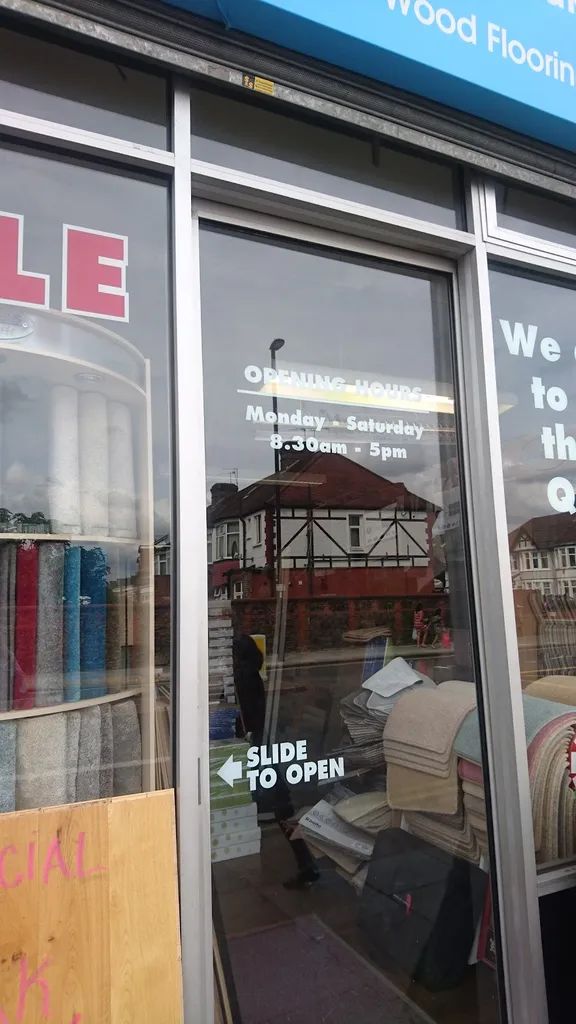 Wood Floorin
LE
OPENING HOURS
Monday - Saturday
8.30am - 5pm
We
to
th
Q
SLIDE
TO OPEN
CIAL